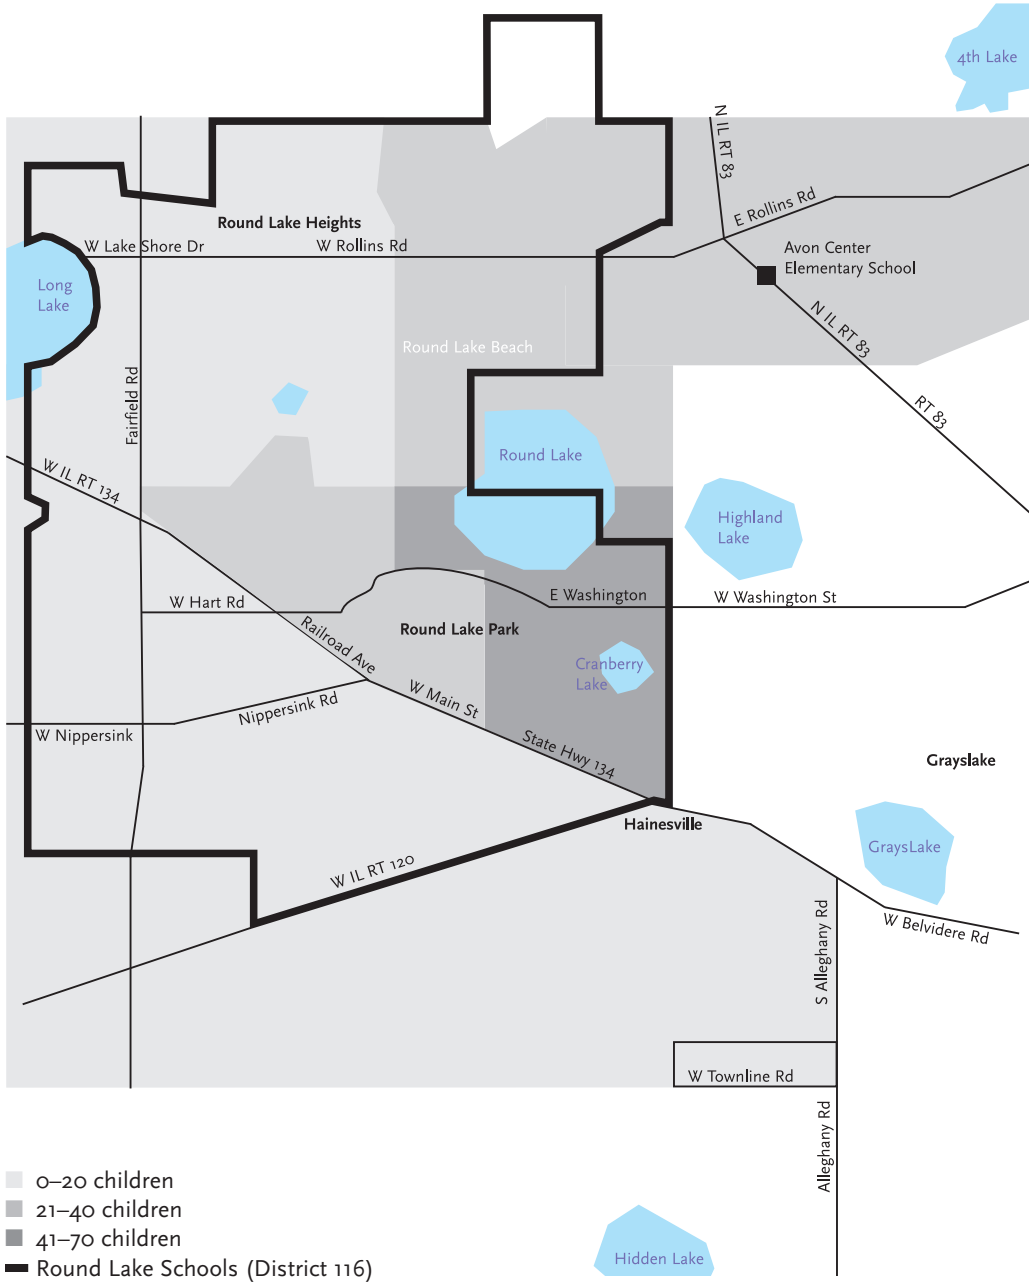 4th Lake
N IL RT 83
E Rollins Rd
Round Lake Heights
W Lake Shore Dr
W Rollins Rd
Avon Center
Elementary School
Long
Lake
N IL RT 83
Round Lake Beach
Fairfield Rd
RT 83
W IL RT 134
Round Lake
Highland
Lake
W Hart Rd
E Washington
W Washington St
Railroad Ave
Round Lake Park
Cranberry
Lake
W Main St
Nippersink Rd
W Nippersink
State Hwy 134
Grayslake
Hainesville
GraysLake
W IL RT 120
S Alleghany Rd
W Belvidere Rd
W Townline Rd
Alleghany Rd
0–20 children
21–40 children
41–70 children
Round Lake Schools (District 116)
Hidden Lake